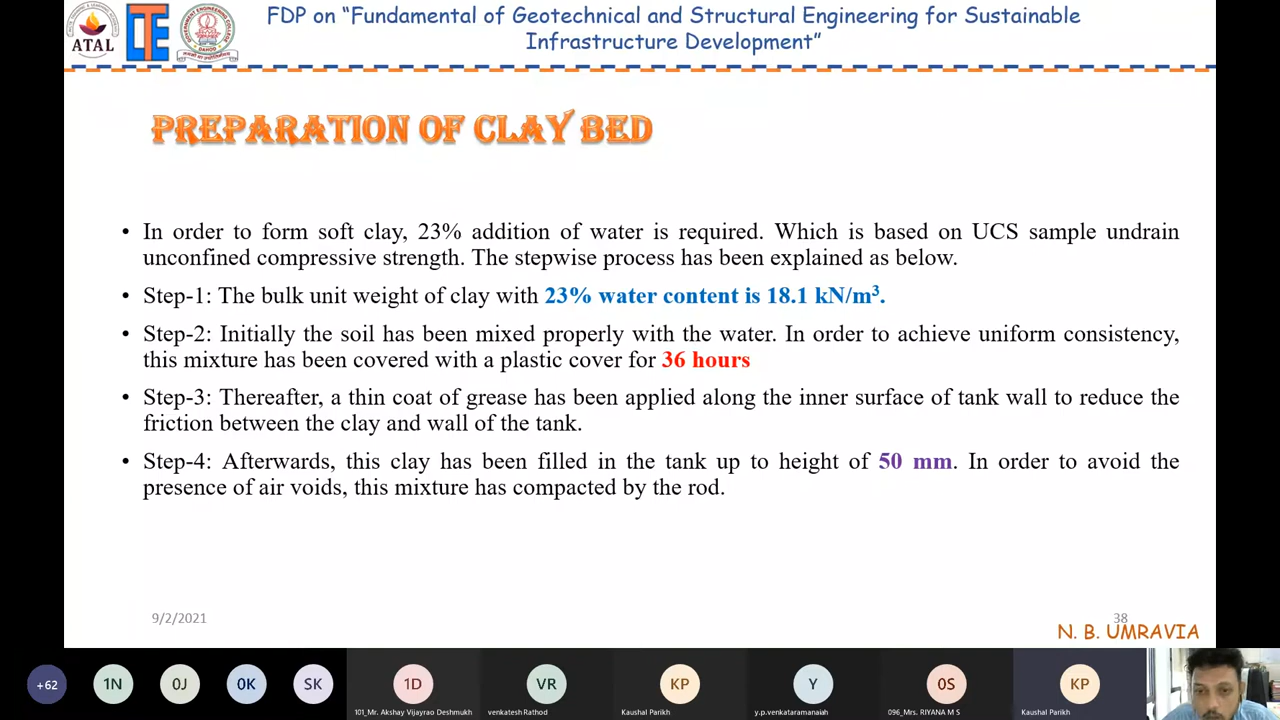 FDP on “Fundamental of Geotechnical and Structural Engineering for Sustainable
Infrastructure Development”
ATAL
LTE
PREPARATION OF CLAY BED
• In order to form soft clay, 23% addition of water is required. Which is based on UCS sample undrain
unconfined compressive strength. The stepwise process has been explained as below.
• Step-1: The bulk unit weight of clay with 23% water content is 18.1 kN/m³.
• Step-2: Initially the soil has been mixed properly with the water. In order to achieve uniform consistency,
this mixture has been covered with a plastic cover for 36 hours
• Step-3: Thereafter, a thin coat of grease has been applied along the inner surface of tank wall to reduce the
friction between the clay and wall of the tank.
• Step-4: Afterwards, this clay has been filled in the tank up to height of 50 mm. In order to avoid the
presence of air voids, this mixture has compacted by the rod.
9/2/2021
38
N. B. UMRAVIA
+62 1N 0J 0K SK 1D VR KP Y 0S KP
101_Mr. Akshay Vijayrao Deshmukh venkatesh Rathod Kaushal Parikh y.p.venkataramanaiah 096_Mrs. RIYANA M S Kaushal Parikh